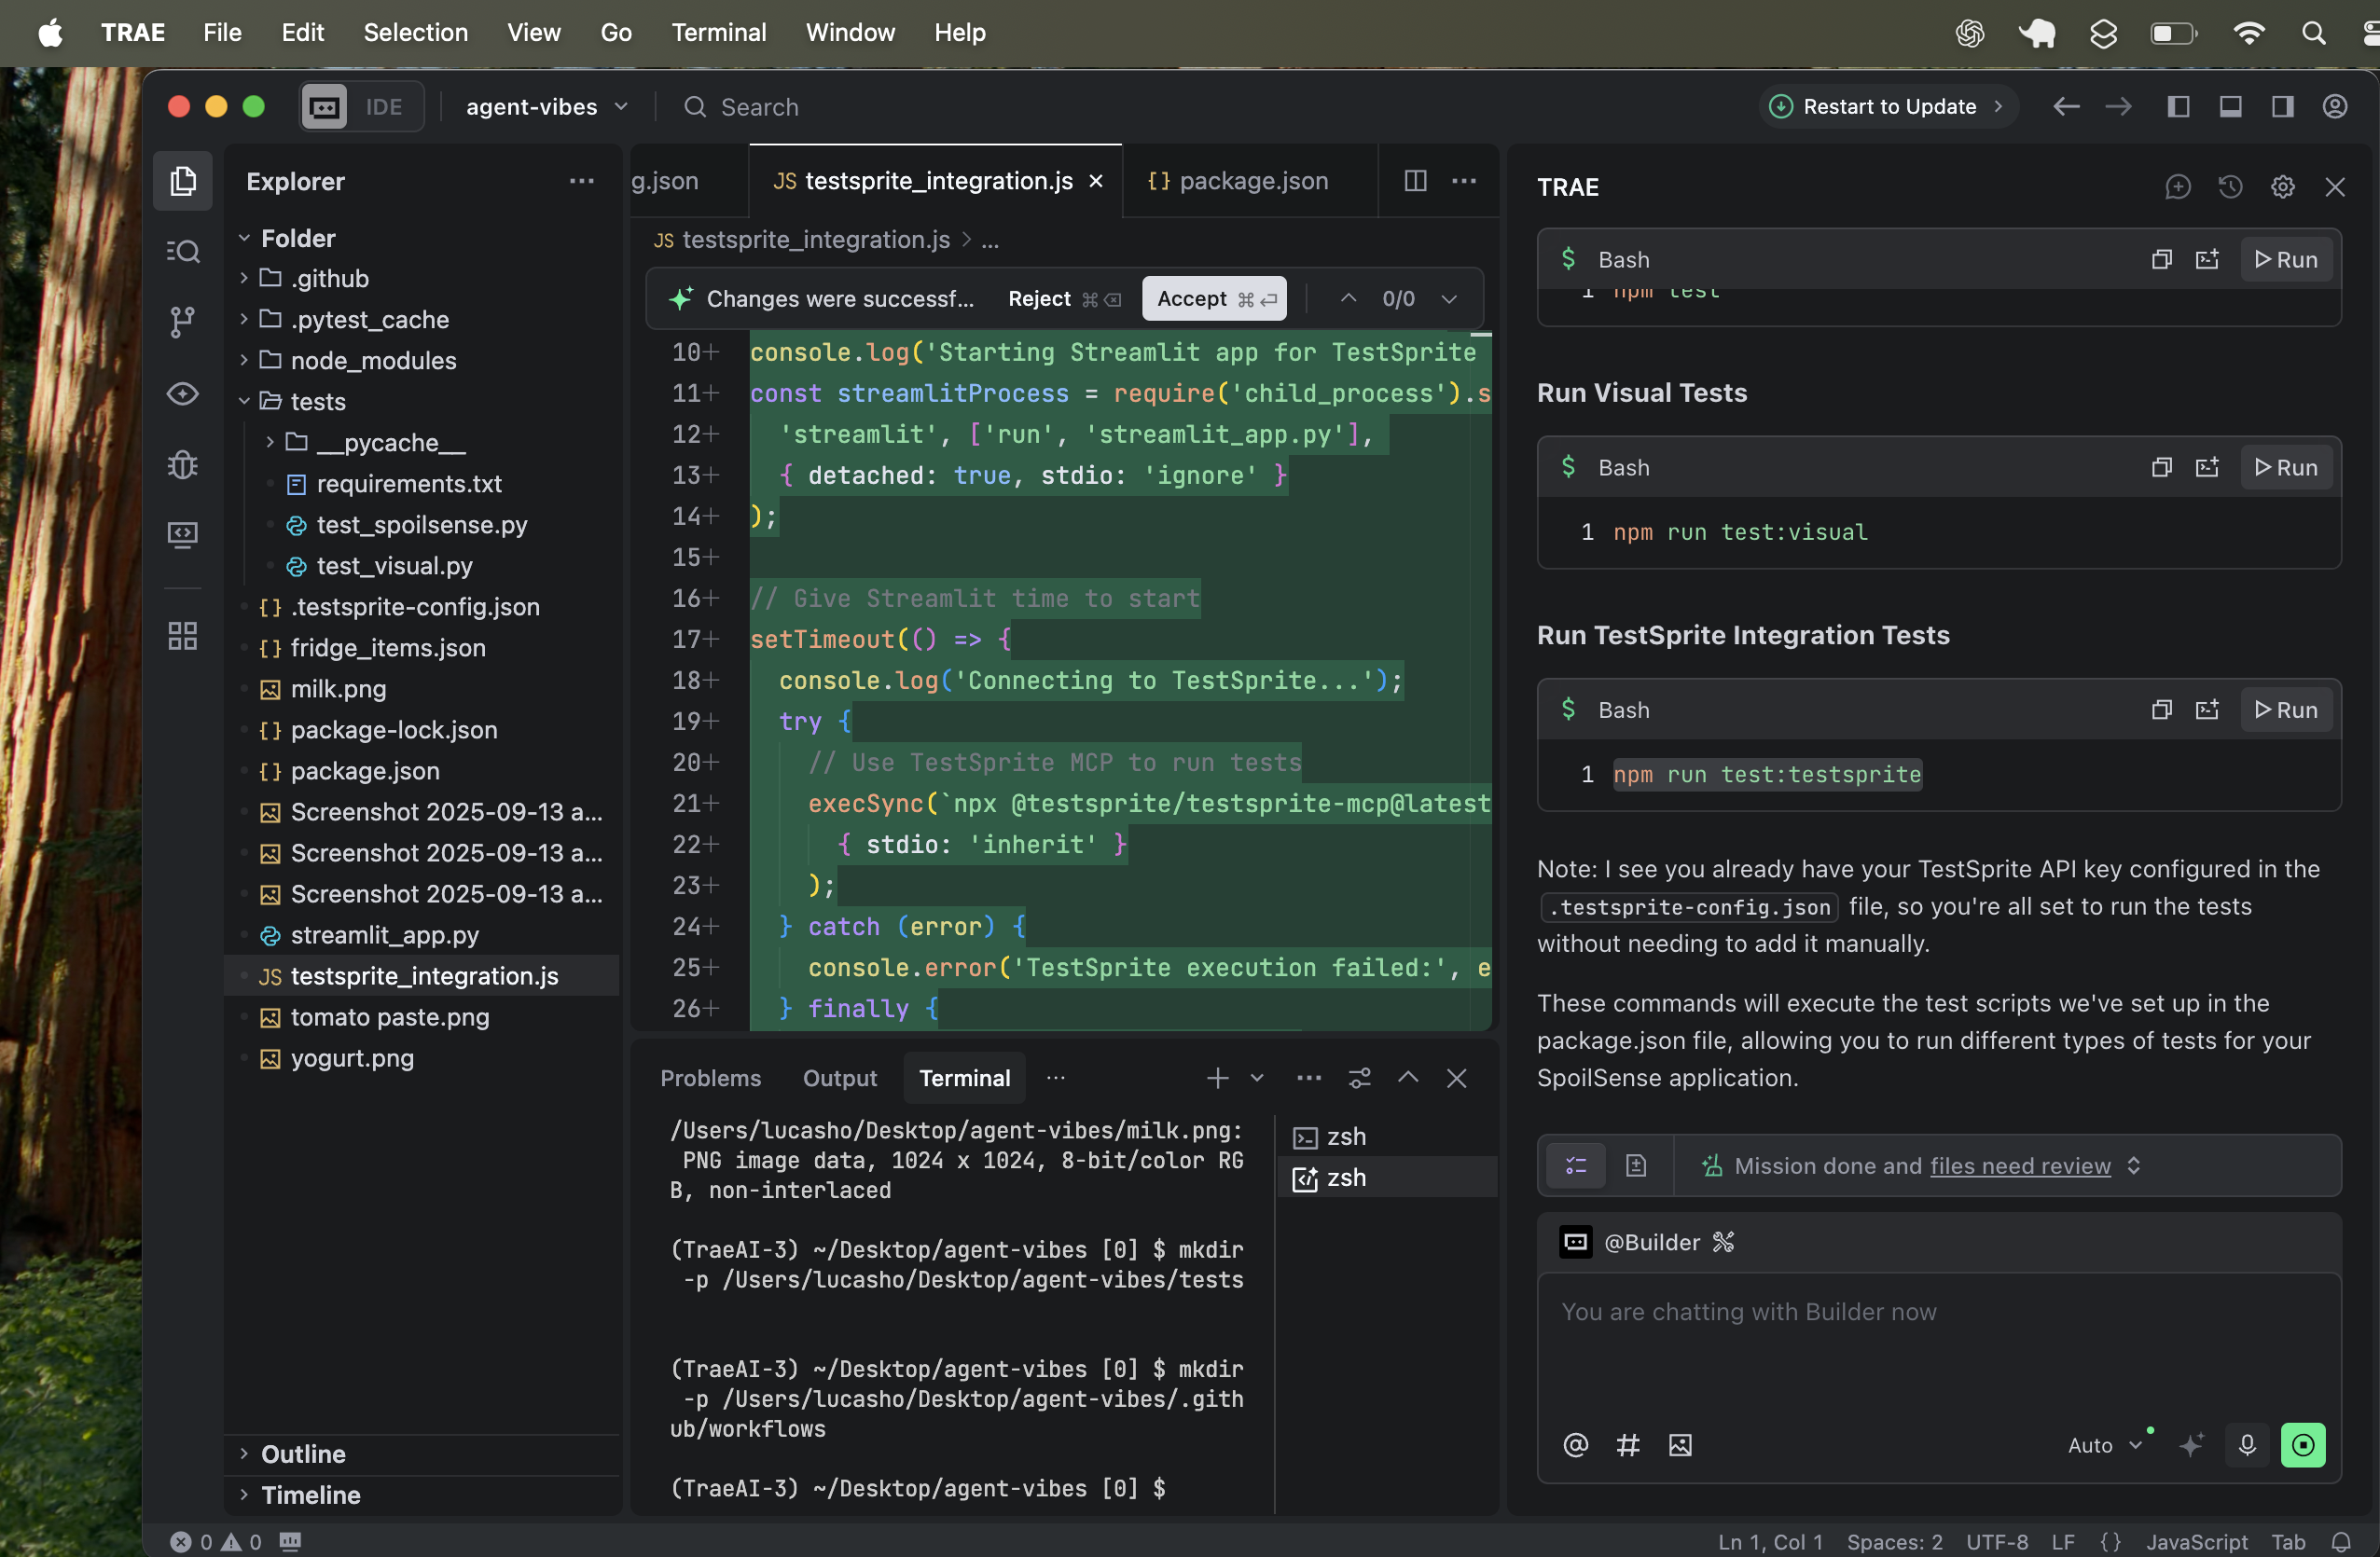 TRAE File Edit Selection View Go Terminal Window Help
IDE agent-vibes Search Restart to Update
Explorer
Folder
.github
.pytest_cache
node_modules
tests
__pycache__
requirements.txt
test_spoilsense.py
test_visual.py
{} .testsprite-config.json
{} fridge_items.json
milk.png
{} package-lock.json
{} package.json
Screenshot 2025-09-13 a...
Screenshot 2025-09-13 a...
Screenshot 2025-09-13 a...
streamlit_app.py
JS testsprite_integration.js
tomato paste.png
yogurt.png
Outline
Timeline
g.json JS testsprite_integration.js {} package.json
JS testsprite_integration.js > ...
Changes were successf... Reject ⌘⌫ Accept ⌘⏎ 0/0
10+ console.log('Starting Streamlit app for TestSprite
11+ const streamlitProcess = require('child_process').s
12+ 'streamlit', ['run', 'streamlit_app.py'],
13+ { detached: true, stdio: 'ignore' }
14+ );
15+
16+ // Give Streamlit time to start
17+ setTimeout(() => {
18+ console.log('Connecting to TestSprite...');
19+ try {
20+ // Use TestSprite MCP to run tests
21+ execSync(`npx @testsprite/testsprite-mcp@latest
22+ { stdio: 'inherit' }
23+ );
24+ } catch (error) {
25+ console.error('TestSprite execution failed:', e
26+ } finally {
Problems Output Terminal
/Users/lucasho/Desktop/agent-vibes/milk.png:
PNG image data, 1024 x 1024, 8-bit/color RG
B, non-interlaced
(TraeAI-3) ~/Desktop/agent-vibes [0] $ mkdir
-p /Users/lucasho/Desktop/agent-vibes/tests
(TraeAI-3) ~/Desktop/agent-vibes [0] $ mkdir
-p /Users/lucasho/Desktop/agent-vibes/.gith
ub/workflows
(TraeAI-3) ~/Desktop/agent-vibes [0] $
zsh
zsh
TRAE
$ Bash Run
1 npm test
Run Visual Tests
$ Bash Run
1 npm run test:visual
Run TestSprite Integration Tests
$ Bash Run
1 npm run test:testsprite
Note: I see you already have your TestSprite API key configured in the
.testsprite-config.json file, so you're all set to run the tests
without needing to add it manually.
These commands will execute the test scripts we've set up in the
package.json file, allowing you to run different types of tests for your
SpoilSense application.
Mission done and files need review
@Builder
You are chatting with Builder now
@ # Auto
0 0 Ln 1, Col 1 Spaces: 2 UTF-8 LF {} JavaScript Tab